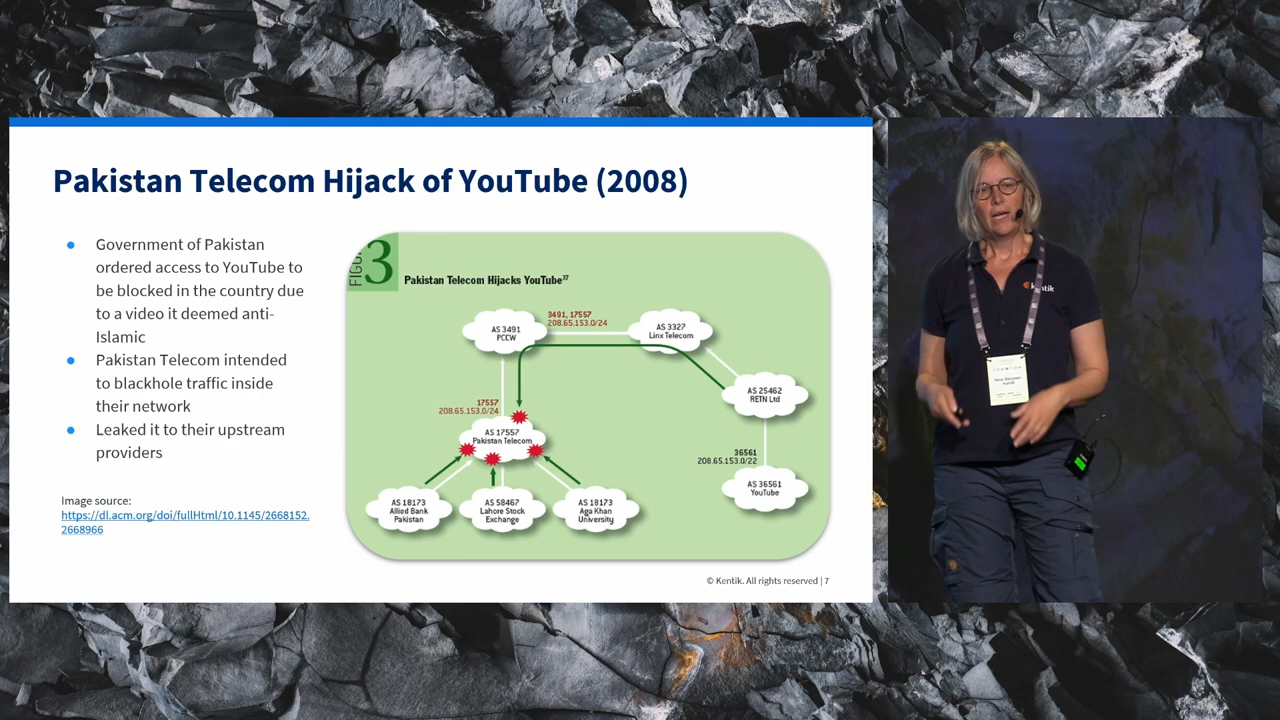 Pakistan Telecom Hijack of YouTube (2008)
Government of Pakistan
ordered access to YouTube to
be blocked in the country due
to a video it deemed anti-
Islamic
Pakistan Telecom intended
to blackhole traffic inside
their network
Leaked it to their upstream
providers
Image source:
https://dl.acm.org/doi/fullHtml/10.1145/2668152.
2668966
3
Pakistan Telecom Hijacks YouTube³⁷
AS 3491
PCCW
3491, 17557
208.65.153.0/24
AS 3327
Linx Telecom
AS 25462
RETN Ltd
17557
208.65.153.0/24
AS 17557
Pakistan Telecom
36561
208.65.153.0/22
AS 36561
YouTube
AS 18173
Allied Bank
Pakistan
AS 58467
Lahore Stock
Exchange
AS 18173
Aga Khan
University
© Kentik. All rights reserved | 7
kentik